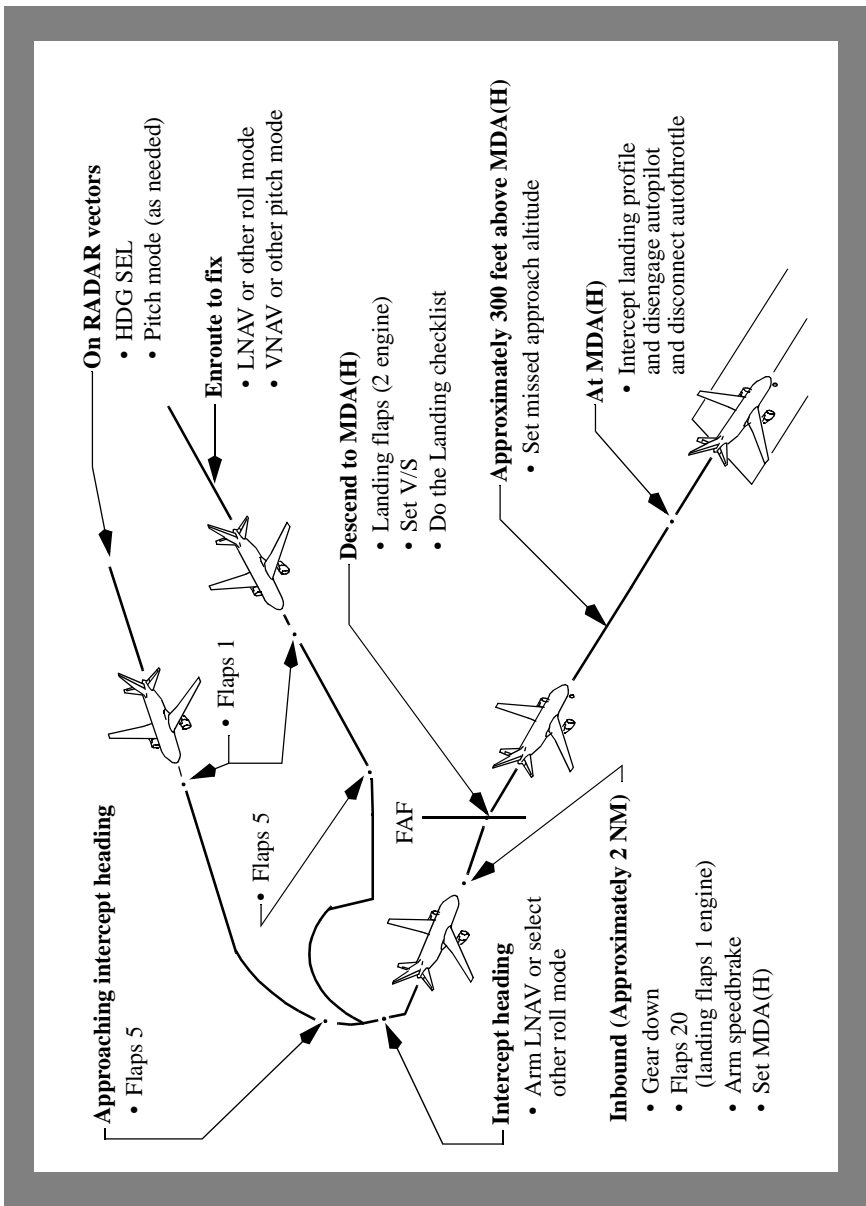 On RADAR vectors
• HDG SEL
• Pitch mode (as needed)
Enroute to fix
• LNAV or other roll mode
• VNAV or other pitch mode
• Flaps 1
Approaching intercept heading
• Flaps 5
• Flaps 5
Intercept heading
• Arm LNAV or select
other roll mode
Inbound (Approximately 2 NM)
• Gear down
• Flaps 20
(landing flaps 1 engine)
• Arm speedbrake
• Set MDA(H)
FAF
Descend to MDA(H)
• Landing flaps (2 engine)
• Set V/S
• Do the Landing checklist
Approximately 300 feet above MDA(H)
• Set missed approach altitude
At MDA(H)
• Intercept landing profile
and disengage autopilot
and disconnect autothrottle